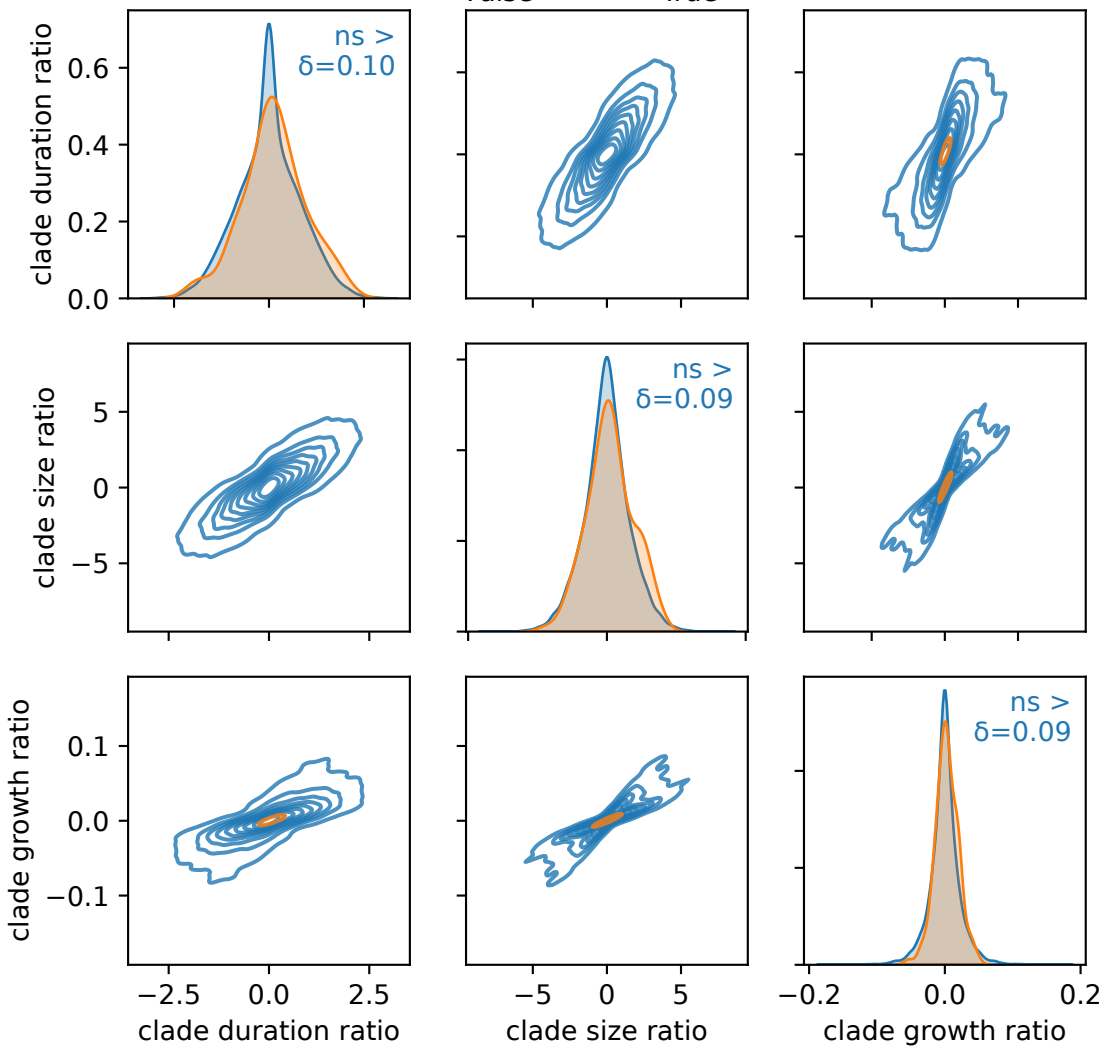 clade duration ratio
0.6
0.4
0.2
0.0
ns >
δ=0.10
clade size ratio
5
0
−5
ns >
δ=0.09
clade growth ratio
0.1
0.0
−0.1
ns >
δ=0.09
−2.5 0.0 2.5
−5 0 5
−0.2 0.0 0.2
clade duration ratio
clade size ratio
clade growth ratio